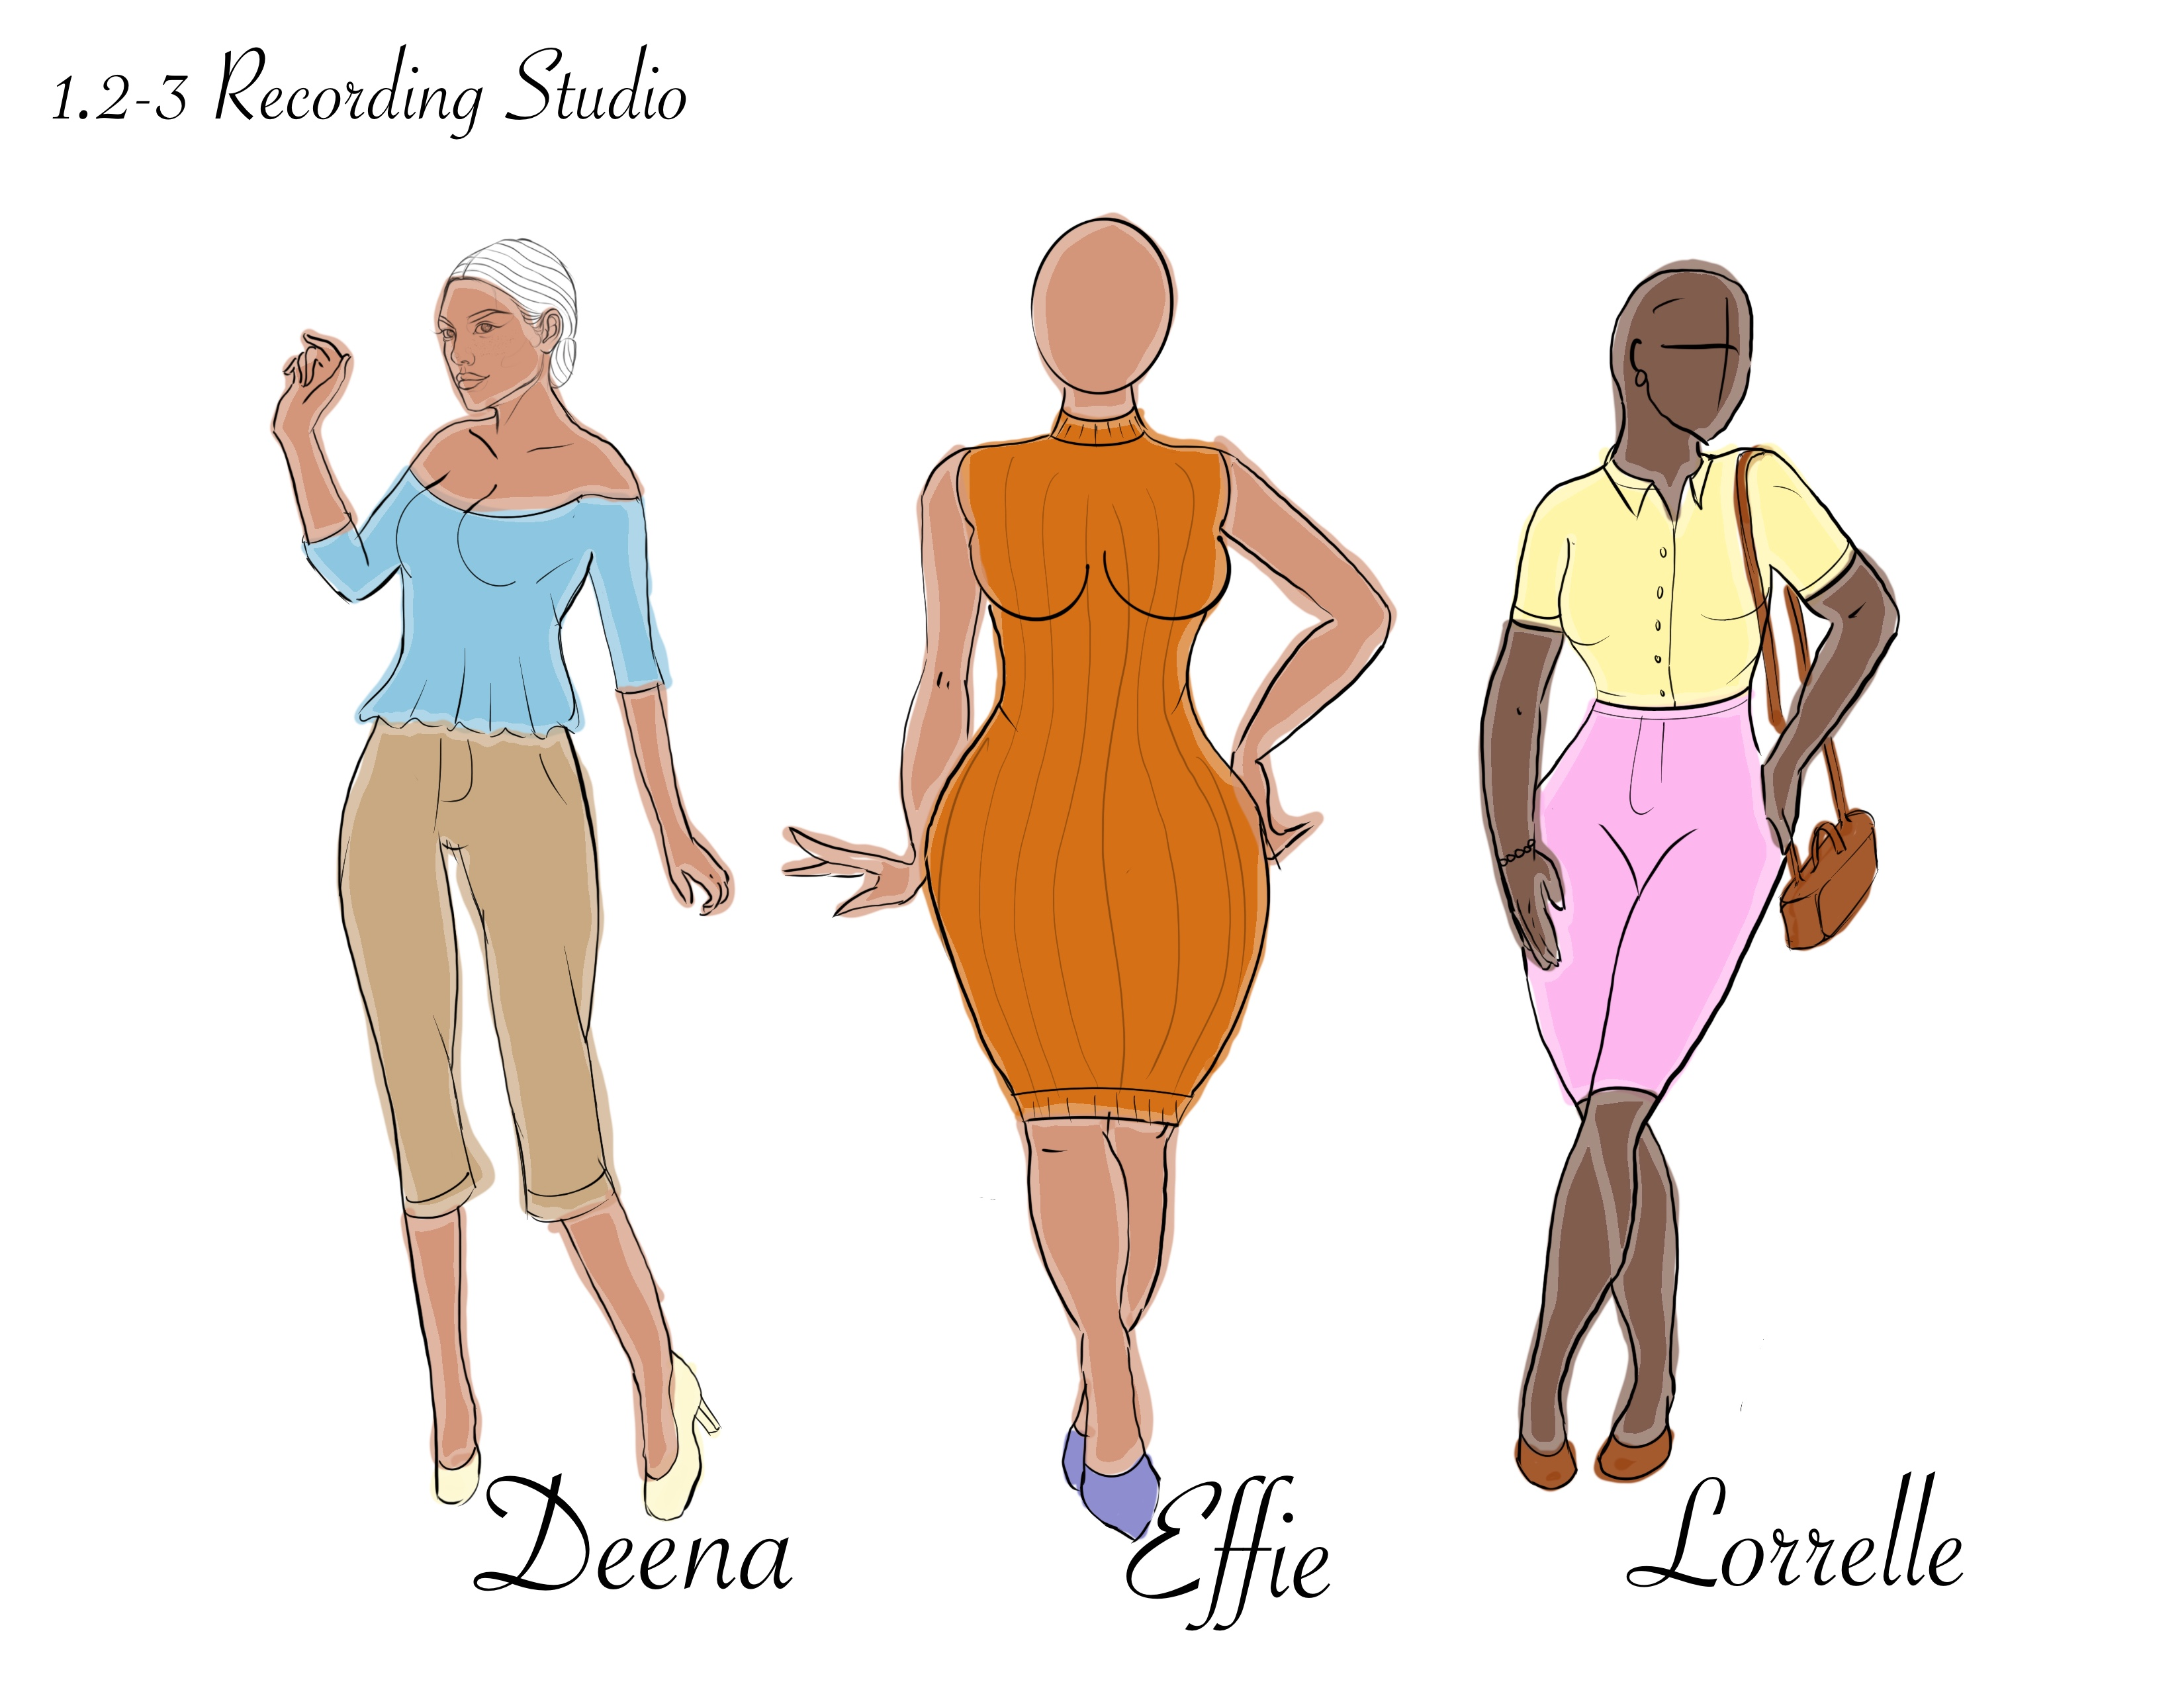 1.2-3 Recording Studio
Deena
Effie
Lorrelle